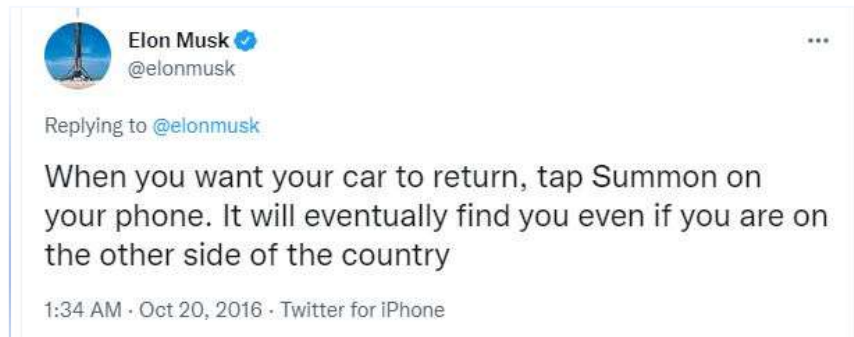 Elon Musk
@elonmusk
Replying to @elonmusk
When you want your car to return, tap Summon on
your phone. It will eventually find you even if you are on
the other side of the country
1:34 AM · Oct 20, 2016 · Twitter for iPhone